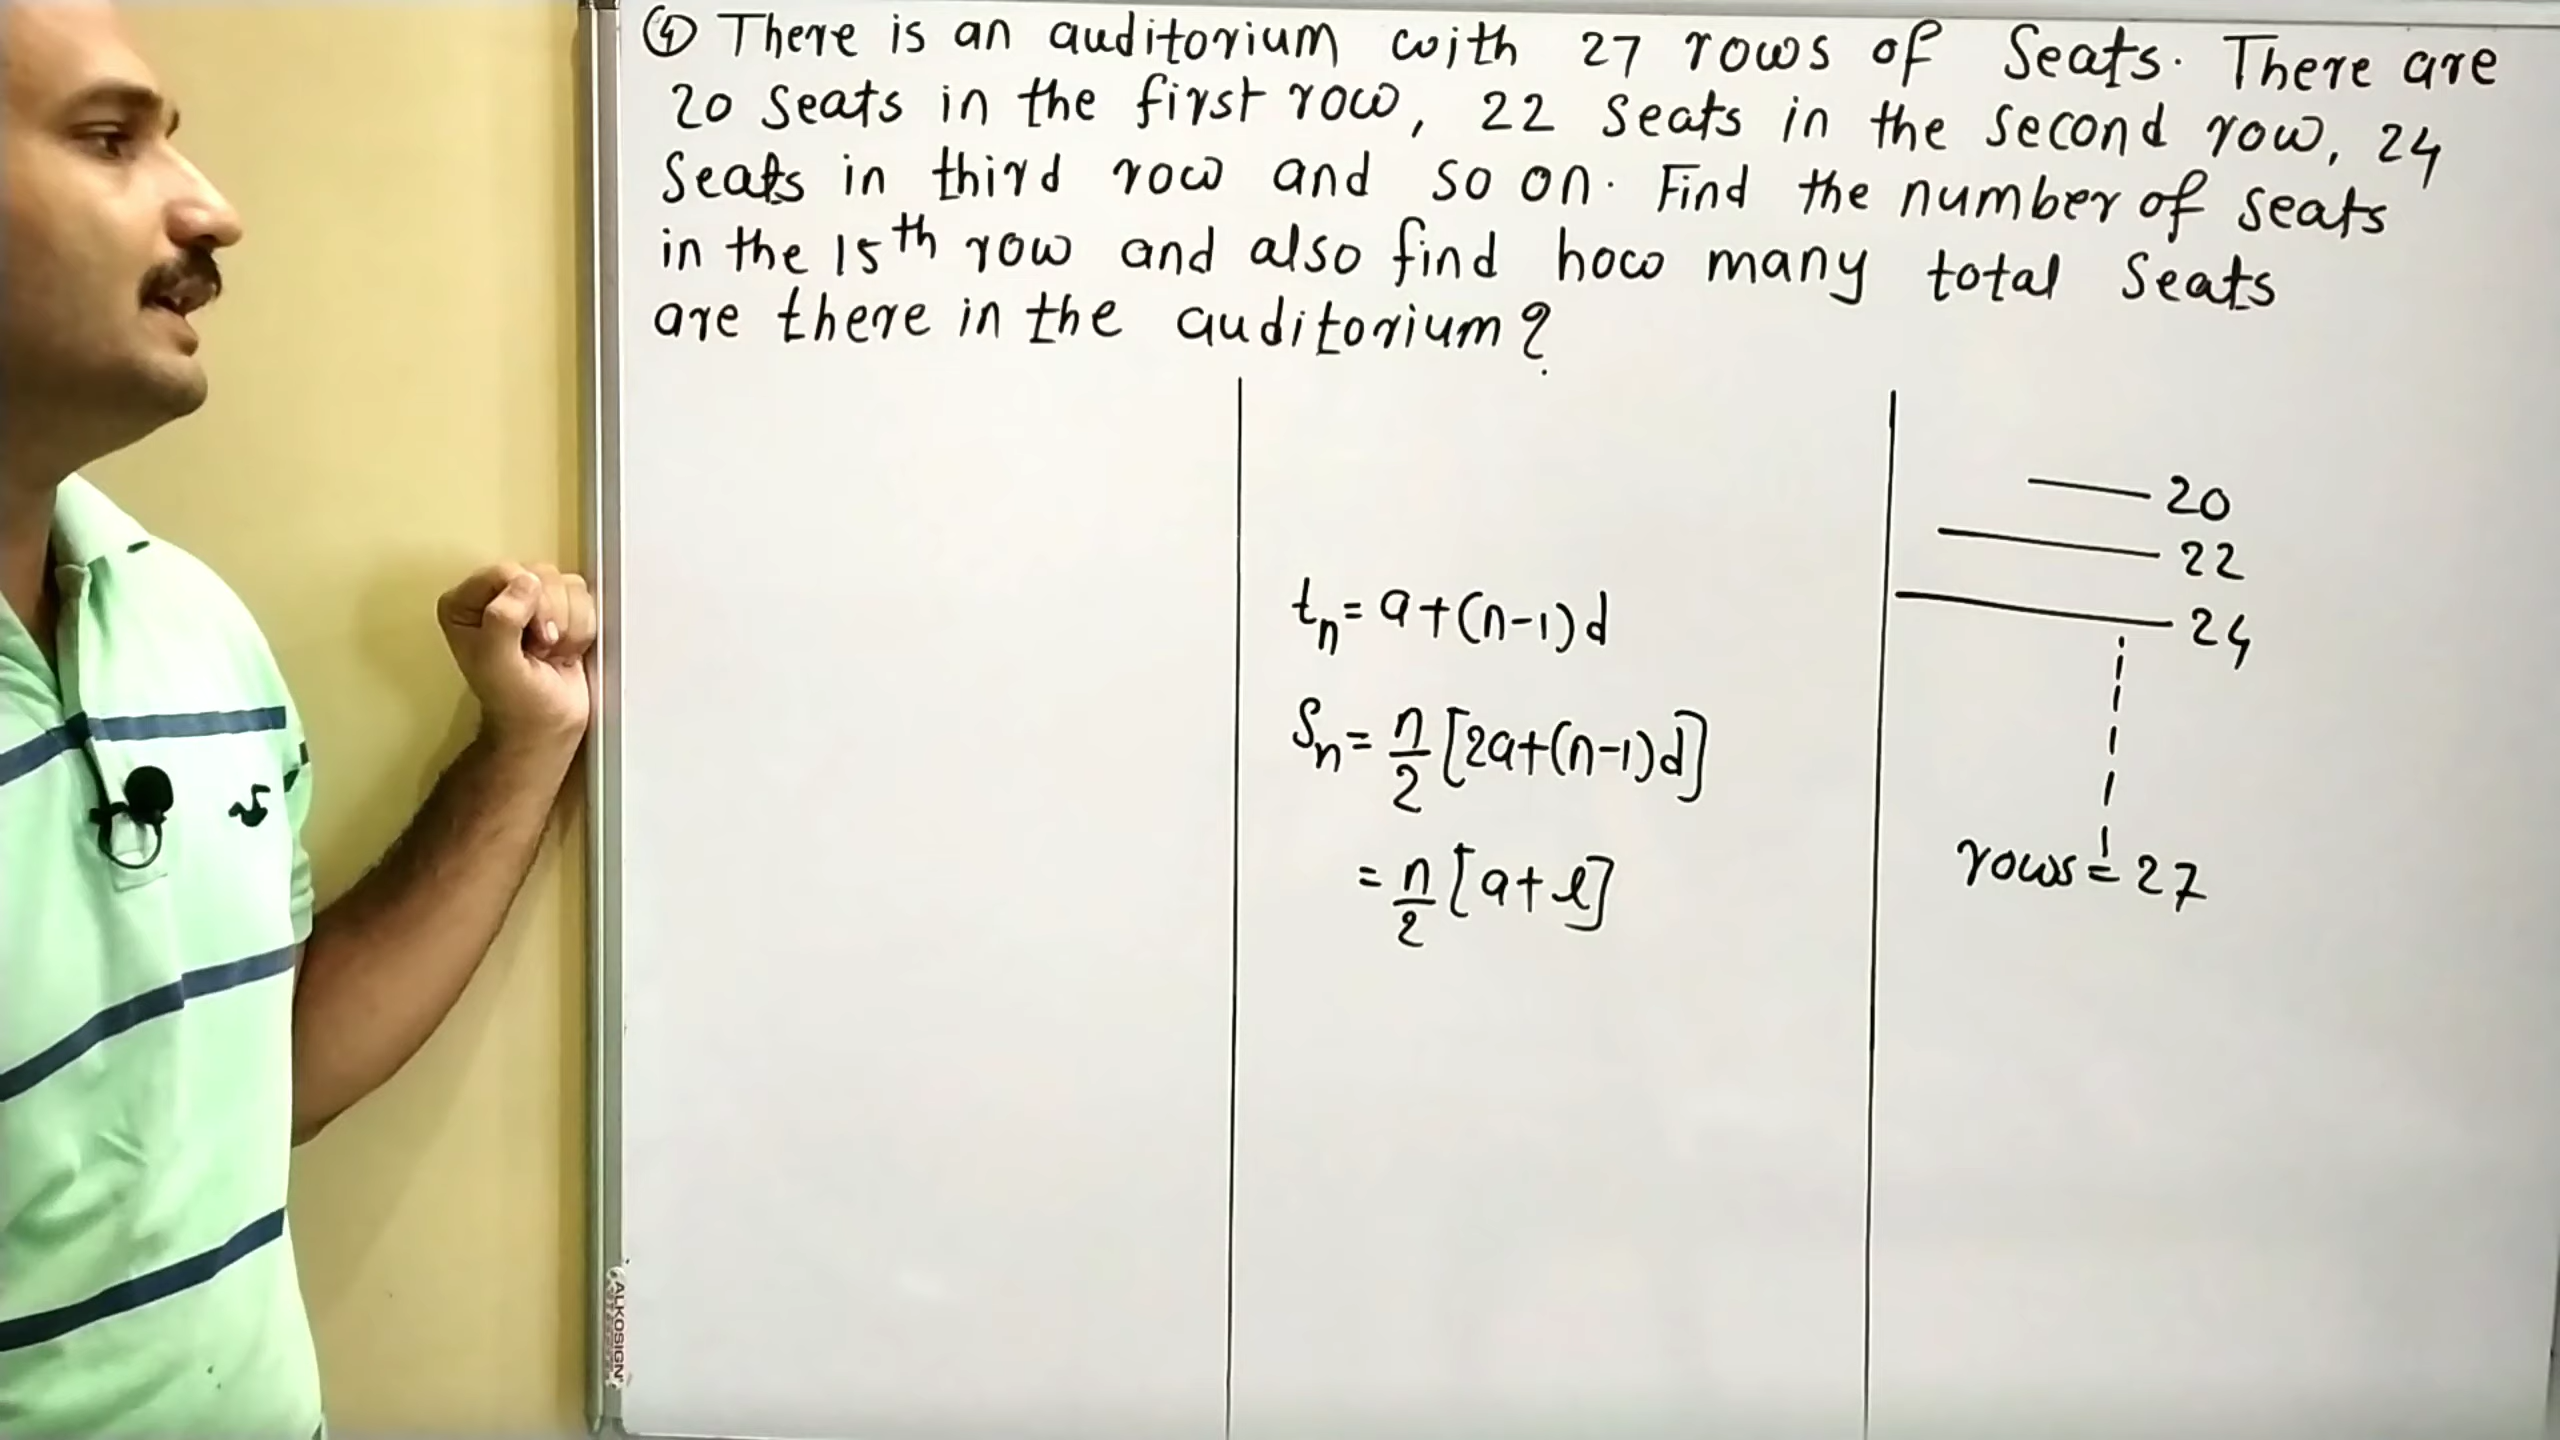 ④ There is an auditorium with 27 rows of Seats. There are
20 Seats in the first row, 22 Seats in the Second row, 24
Seats in third row and so on. Find the number of seats
in the 15th row and also find how many total Seats
are there in the auditorium?
tn = a+(n-1)d
Sn = n/2 [2a+(n-1)d]
= n/2 [a+l]
20
22
24
rows = 27
ALKOSIGN